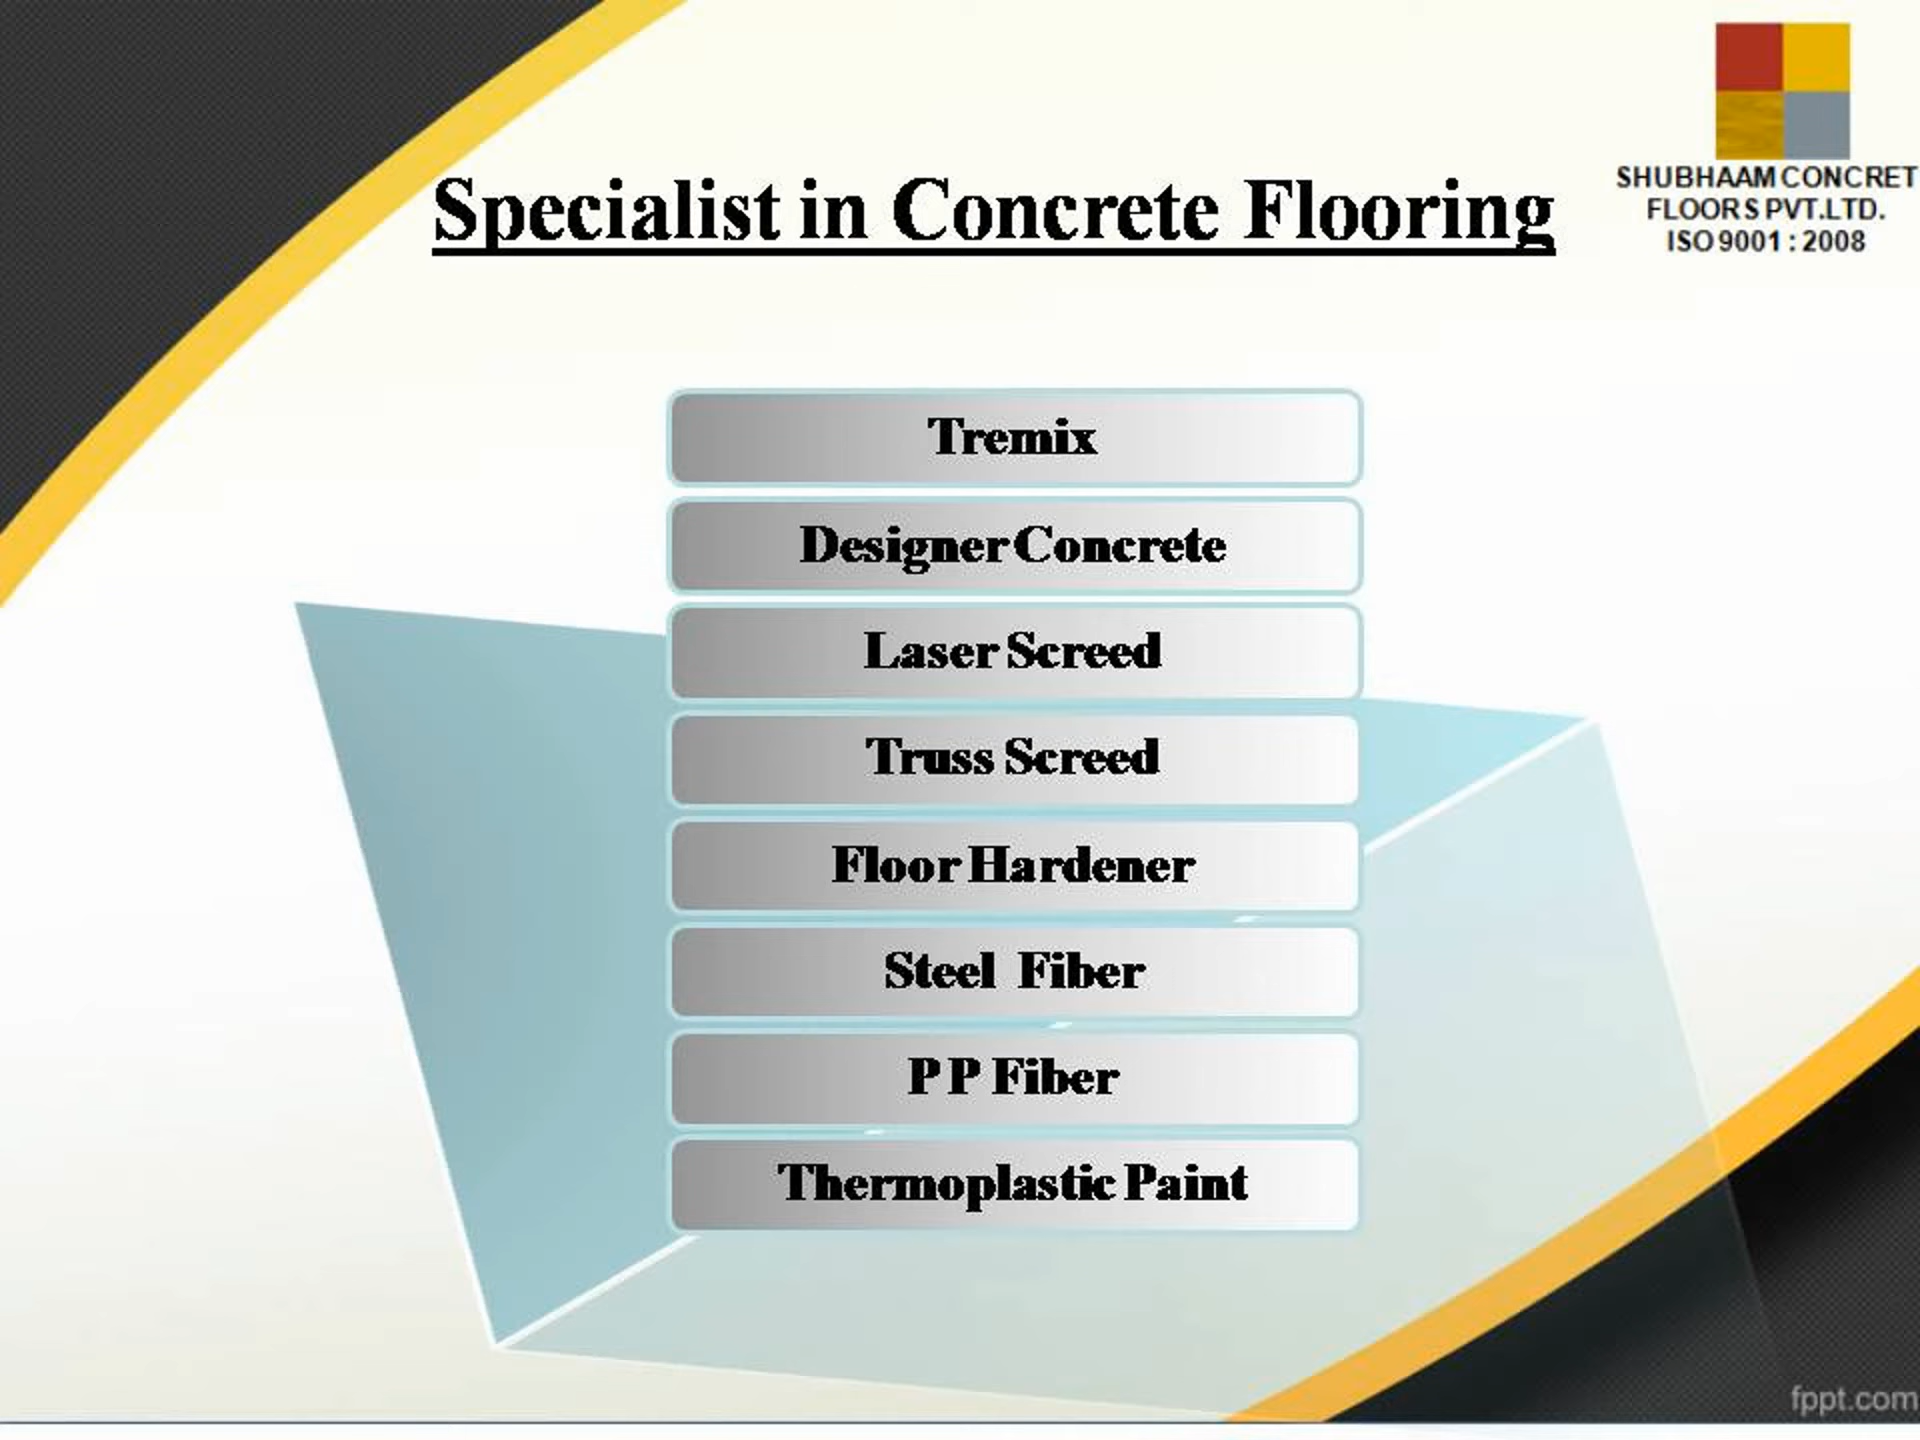 Specialist in Concrete Flooring
SHUBHAAM CONCRET
FLOORS PVT.LTD.
ISO 9001 : 2008
Tremix
Designer Concrete
Laser Screed
Truss Screed
Floor Hardener
Steel Fiber
P P Fiber
Thermoplastic Paint
fppt.com